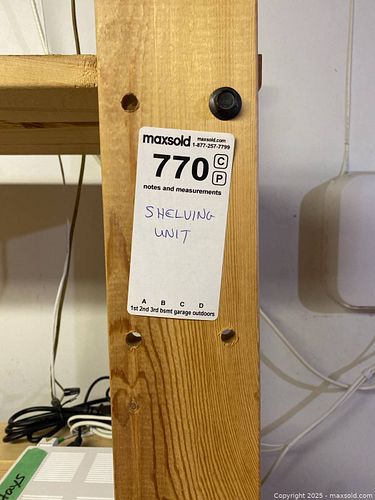 maxsold maxsold.com
1-877-257-7799
770 C
P
notes and measurements
SHELVING
UNIT
A B C D
1st 2nd 3rd bsmt garage outdoors
Copyright 2025 - maxsold.com